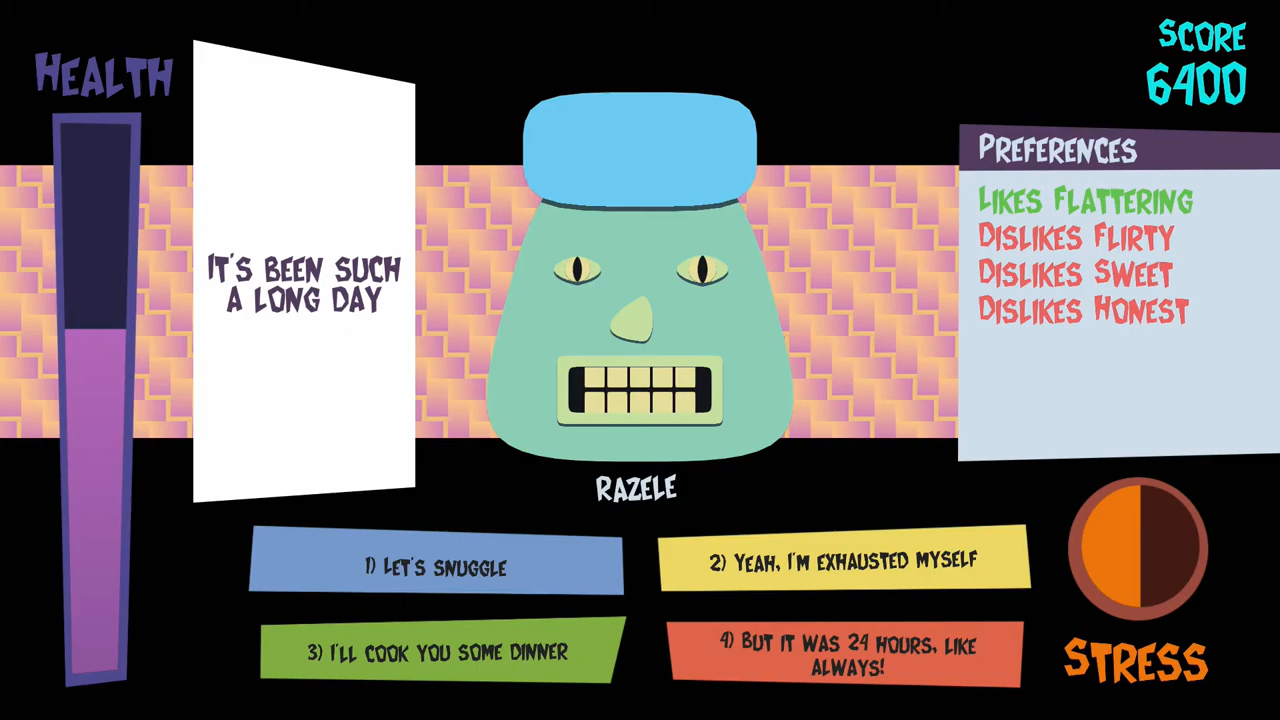 HEALTH
IT'S BEEN SUCH
A LONG DAY
SCORE
6400
PREFERENCES
LIKES FLATTERING
DISLIKES FLIRTY
DISLIKES SWEET
DISLIKES HONEST
RAZELE
1) LET'S SNUGGLE
2) YEAH, I'M EXHAUSTED MYSELF
3) I'LL COOK YOU SOME DINNER
4) BUT IT WAS 24 HOURS, LIKE
ALWAYS!
STRESS